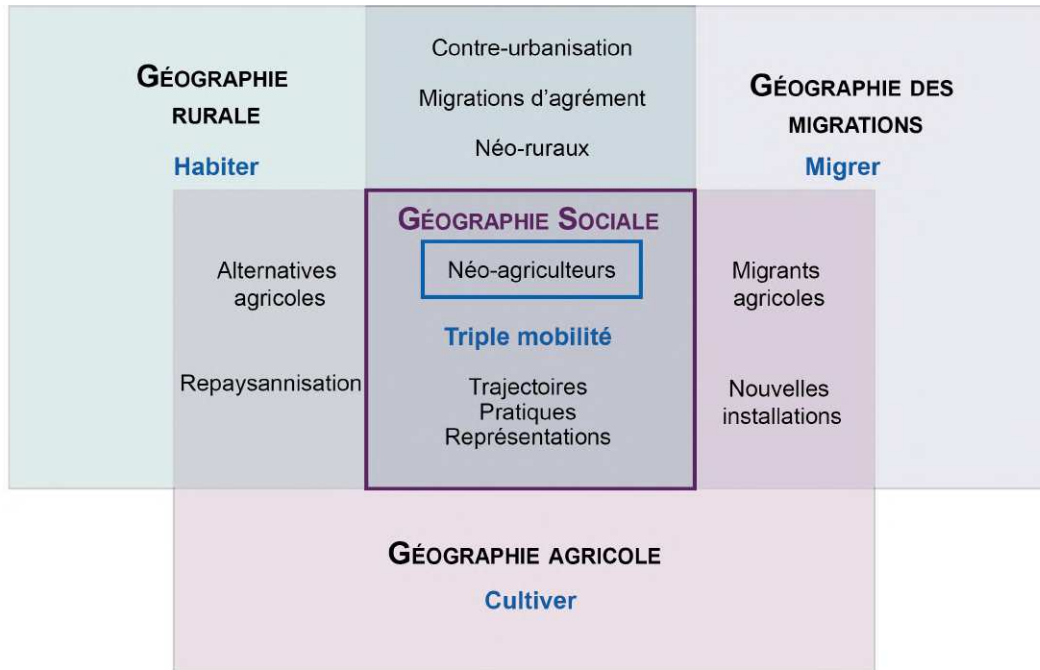 GÉOGRAPHIE
RURALE
Habiter
Contre-urbanisation
Migrations d'agrément
Néo-ruraux
GÉOGRAPHIE DES
MIGRATIONS
Migrer
Alternatives
agricoles
Repaysannisation
GÉOGRAPHIE SOCIALE
Néo-agriculteurs
Triple mobilité
Trajectoires
Pratiques
Représentations
Migrants
agricoles
Nouvelles
installations
GÉOGRAPHIE AGRICOLE
Cultiver